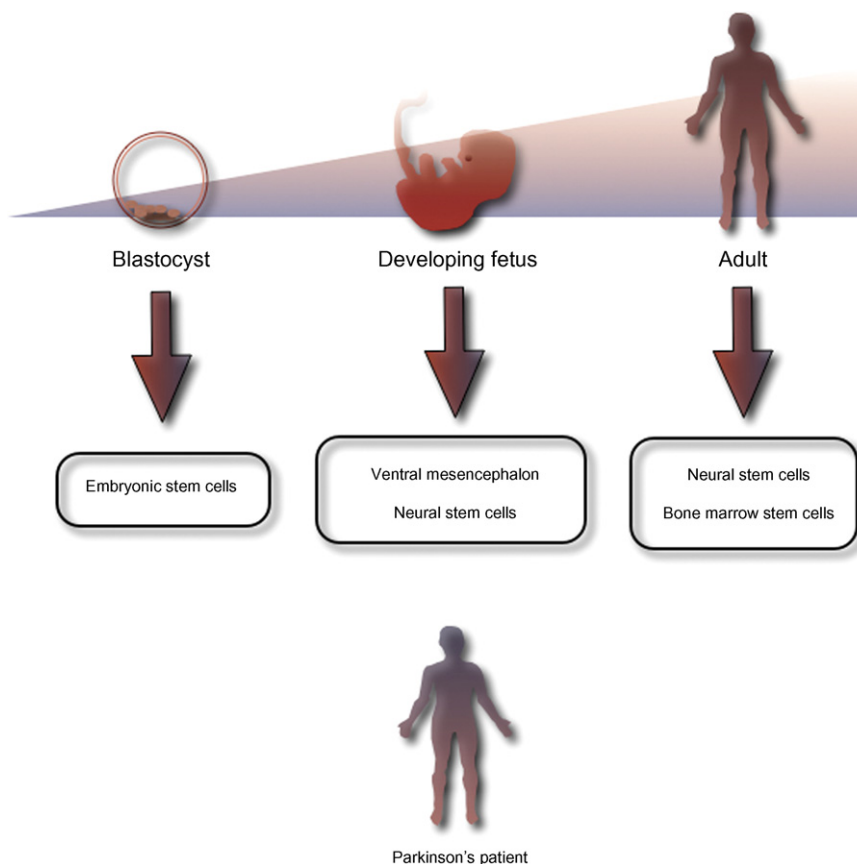 Blastocyst
Developing fetus
Adult
Embryonic stem cells
Ventral mesencephalon
Neural stem cells
Neural stem cells
Bone marrow stem cells
Parkinson's patient